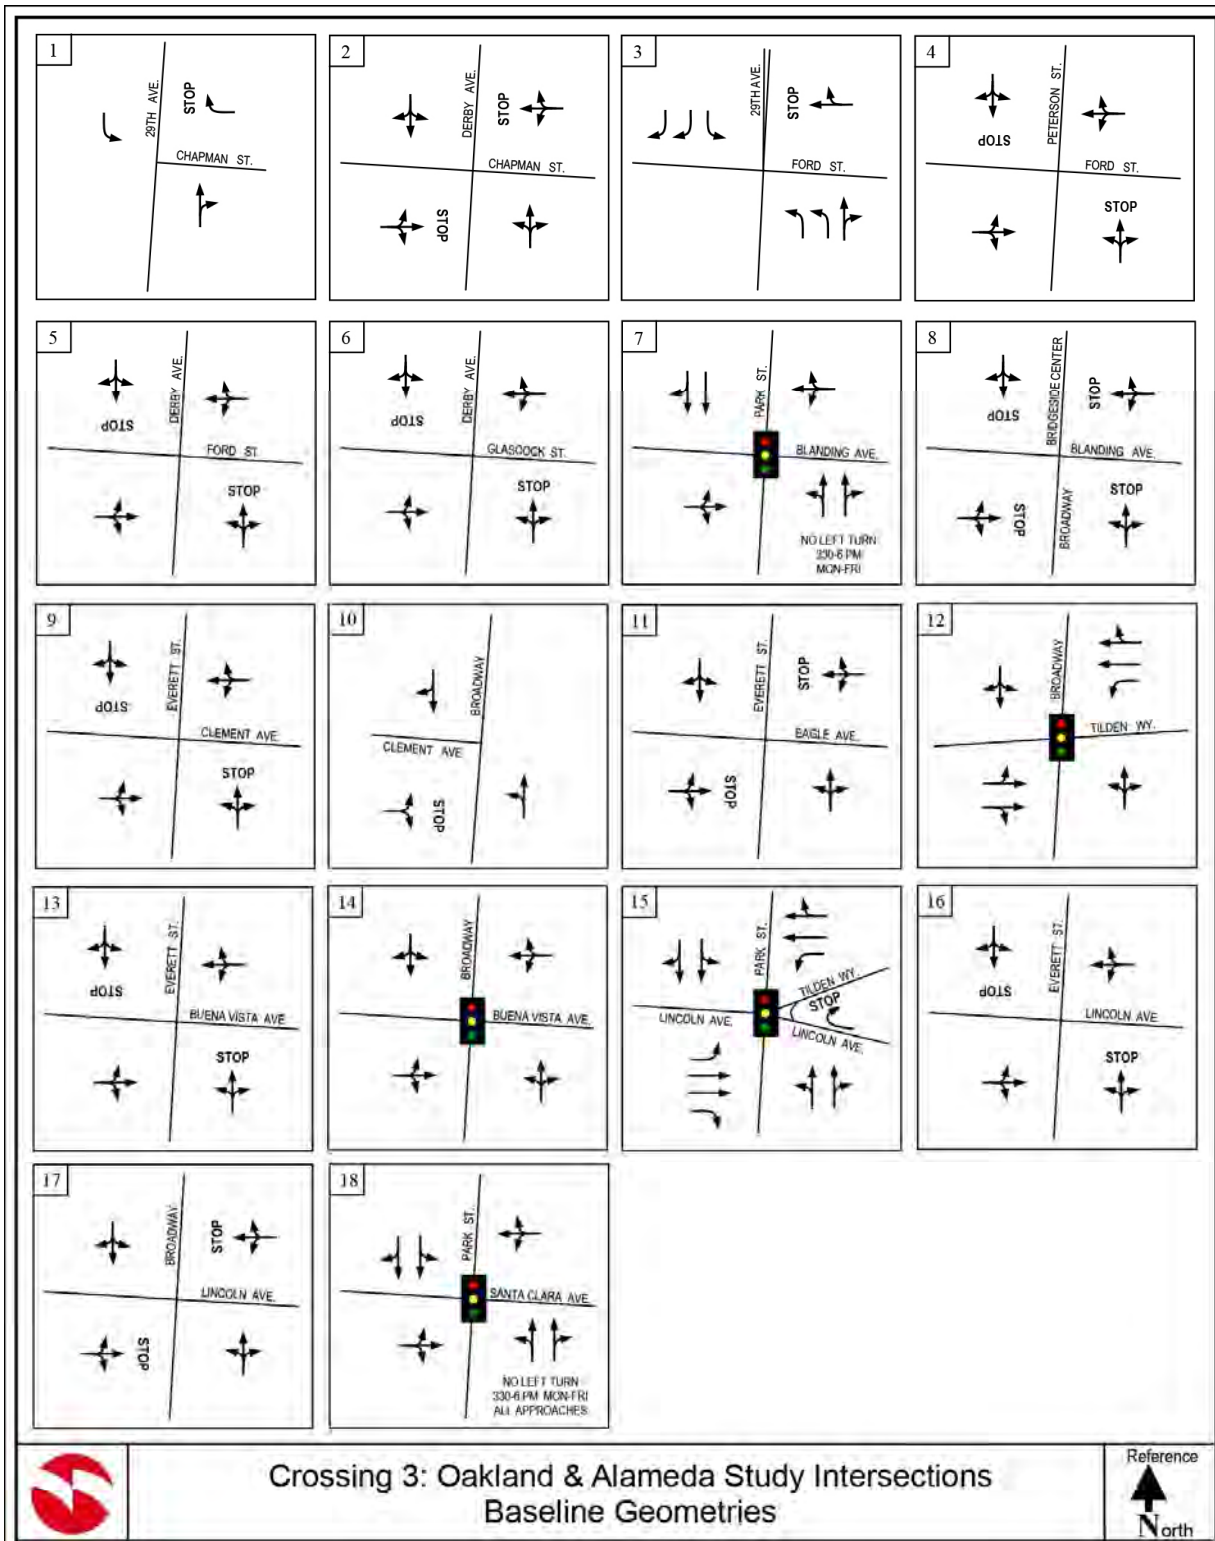 1
29TH AVE.
STOP
CHAPMAN ST.
2
DERBY AVE.
STOP
CHAPMAN ST.
STOP
3
29TH AVE.
STOP
FORD ST.
4
PETERSON ST.
STOP
FORD ST.
STOP
5
DERBY AVE.
STOP
FORD ST.
STOP
6
DERBY AVE.
STOP
GLASCOCK ST.
STOP
7
PARK ST.
BLANDING AVE.
NO LEFT TURN
330-6 PM
MON-FRI
8
BRIDGESIDE CENTER
STOP
STOP
BLANDING AVE.
STOP
BROADWAY
STOP
9
EVERETT ST.
STOP
CLEMENT AVE.
STOP
10
BROADWAY
CLEMENT AVE.
STOP
11
EVERETT ST.
STOP
EAGLE AVE.
STOP
12
BROADWAY
TILDEN WY.
13
EVERETT ST.
STOP
BUENA VISTA AVE.
STOP
14
BROADWAY
BUENA VISTA AVE.
15
PARK ST.
TILDEN WY.
STOP
LINCOLN AVE.
LINCOLN AVE.
16
EVERETT ST.
STOP
LINCOLN AVE.
STOP
17
BROADWAY
STOP
LINCOLN AVE.
STOP
18
PARK ST.
SANTA CLARA AVE.
NO LEFT TURN
330-6 PM MON-FRI
ALL APPROACHES
Crossing 3: Oakland & Alameda Study Intersections
Baseline Geometries
Reference
North